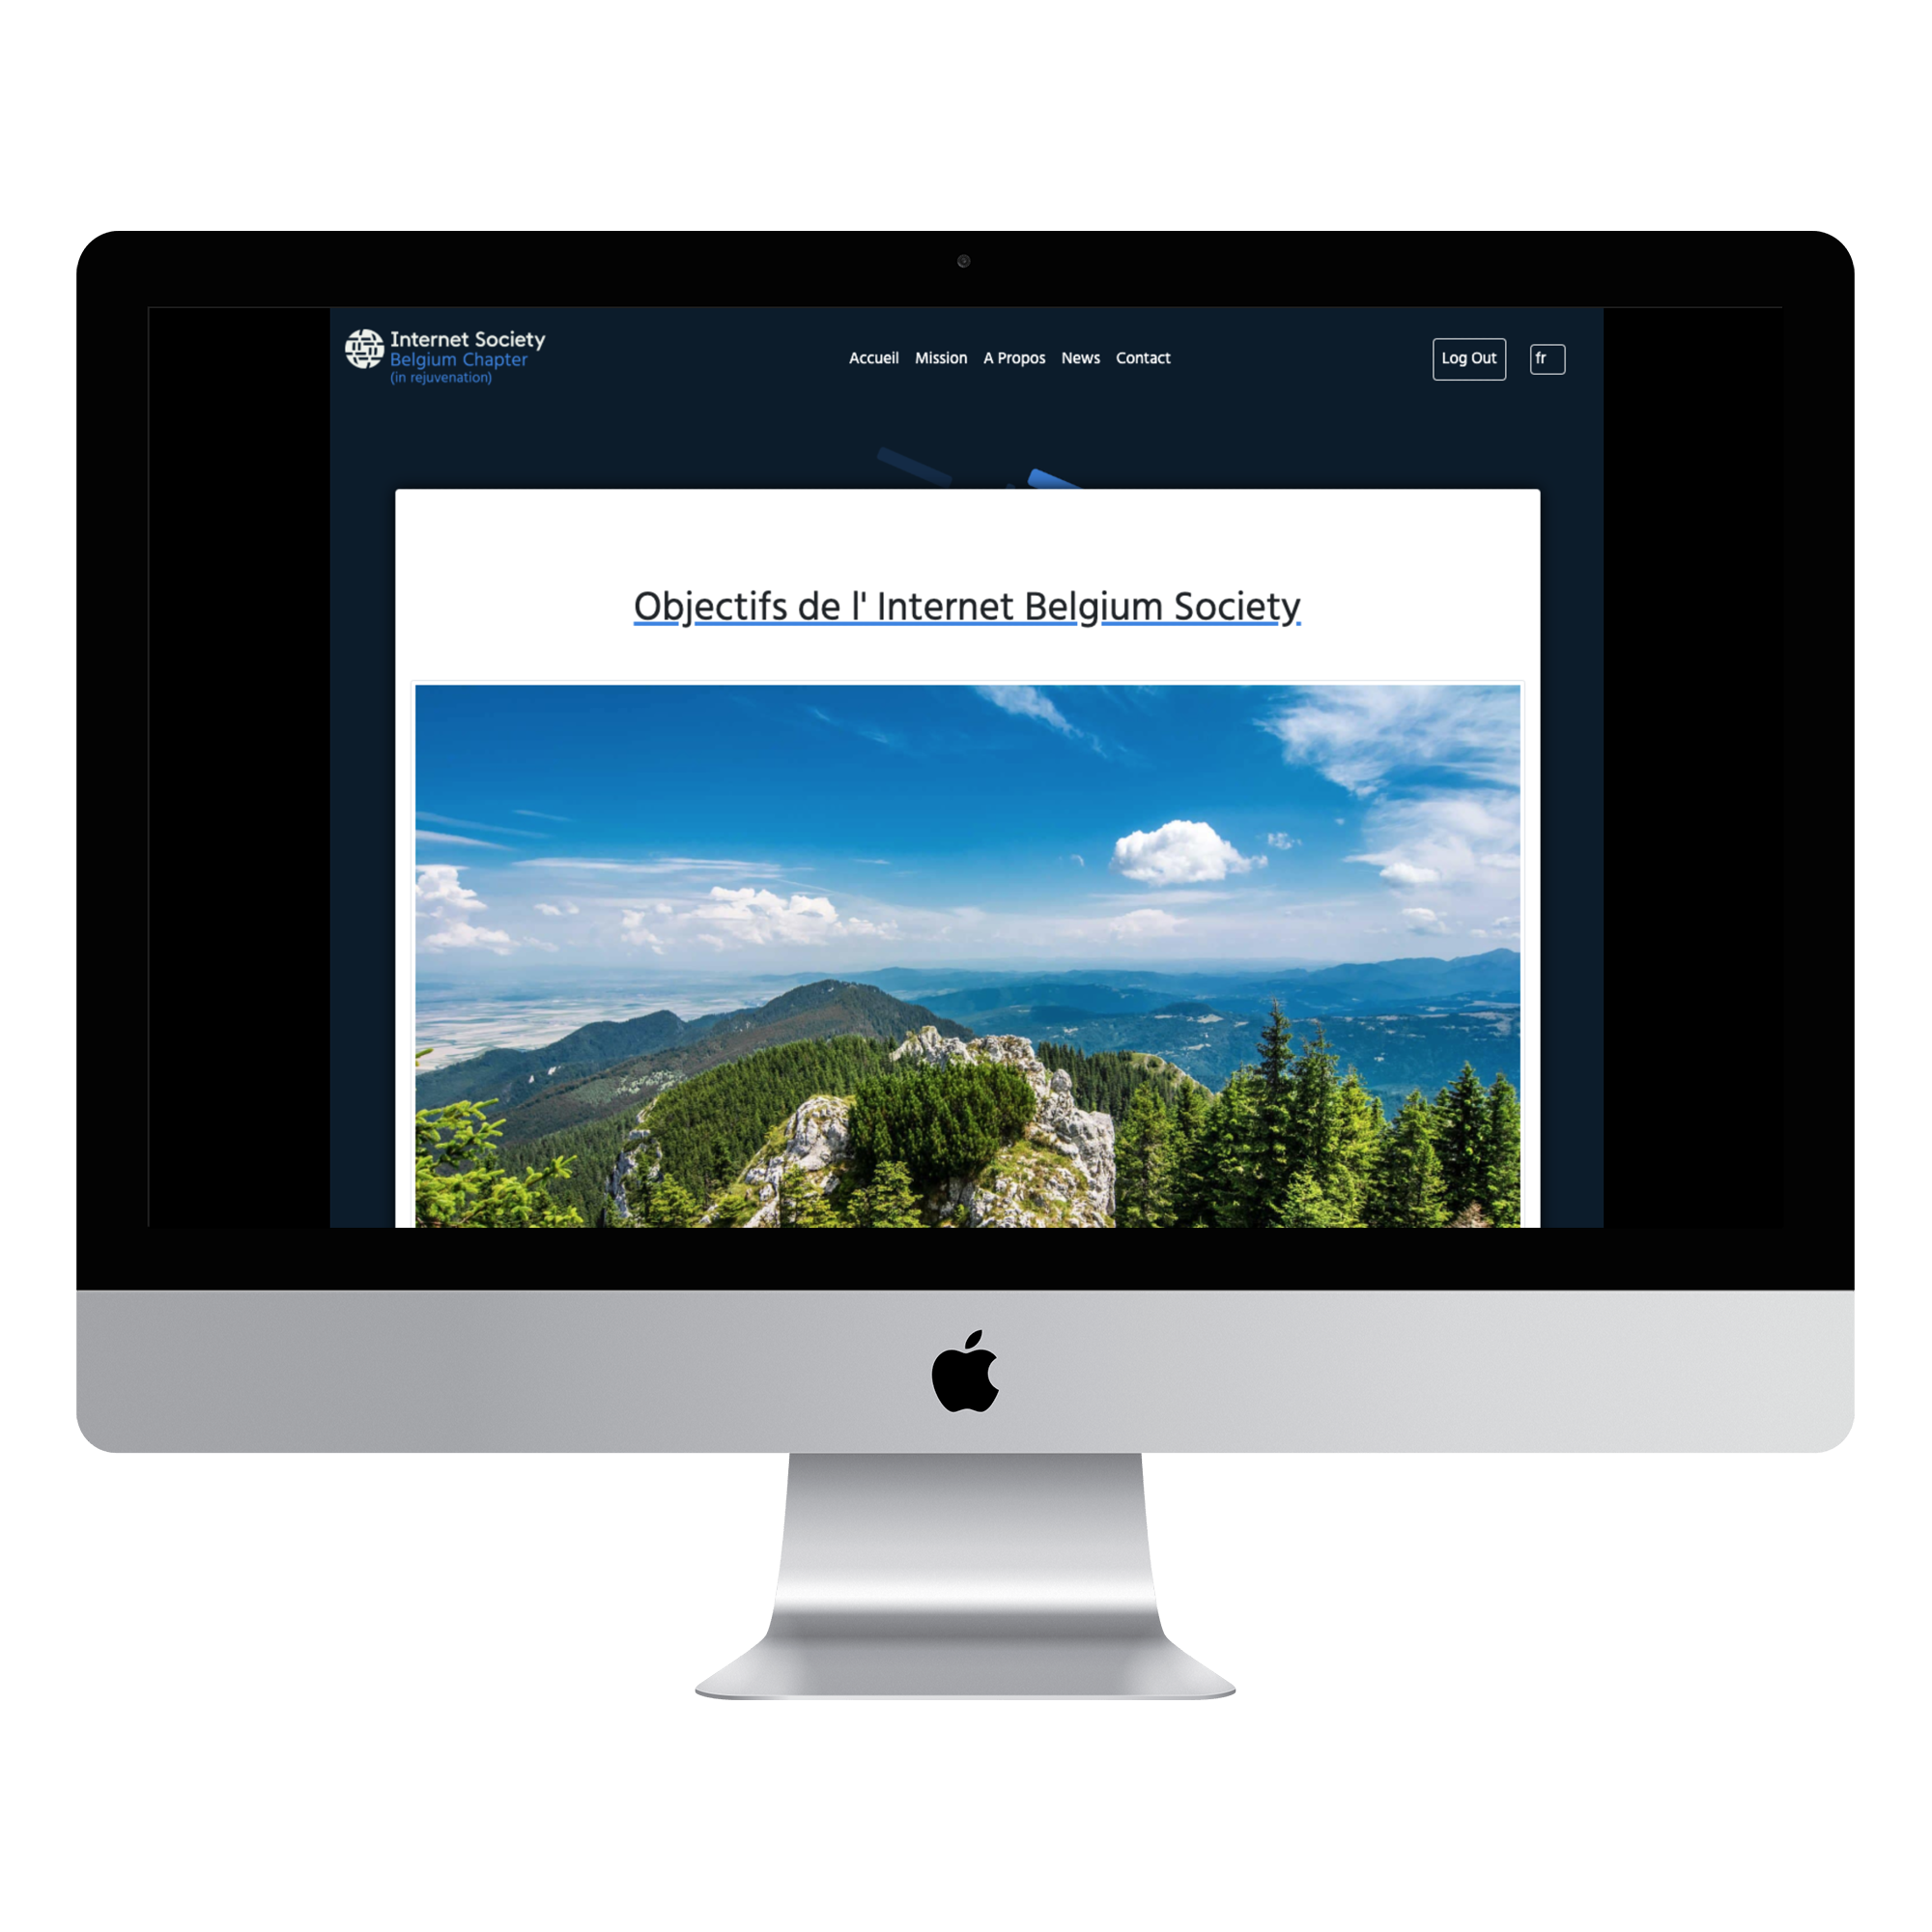 Internet Society
Belgium Chapter
(in rejuvenation)
Accueil Mission A Propos News Contact
Log Out
fr
Objectifs de l' Internet Belgium Society